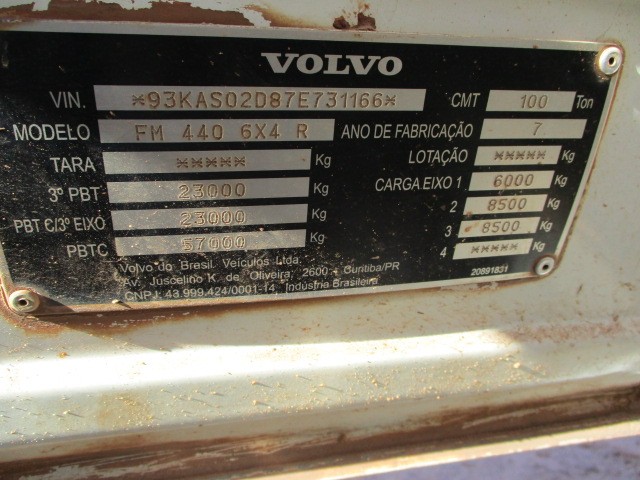 VOLVO
VIN. *93KAS02D87E731166* CMT 100 Ton
MODELO FM 440 6X4 R ANO DE FABRICAÇÃO 7
TARA ***** Kg LOTAÇÃO ***** Kg
3º PBT 23000 Kg CARGA EIXO 1 6000 Kg
PBT C/3º EIXO 23000 Kg 2 8500 Kg
PBTC 57000 Kg 3 8500 Kg
4 ***** Kg
Volvo do Brasil Veículos Ltda.
Av. Juscelino K. de Oliveira, 2600 - Curitiba/PR
CNPJ: 43.999.424/0001-14 Indústria Brasileira
20891831